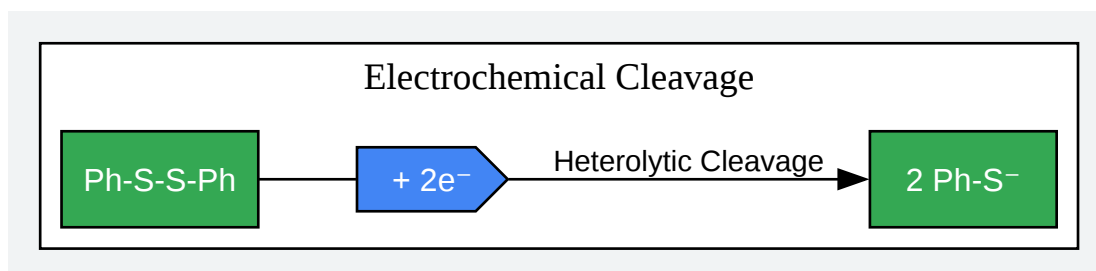 Electrochemical Cleavage
Ph-S-S-Ph
+ 2e⁻
Heterolytic Cleavage
2 Ph-S⁻